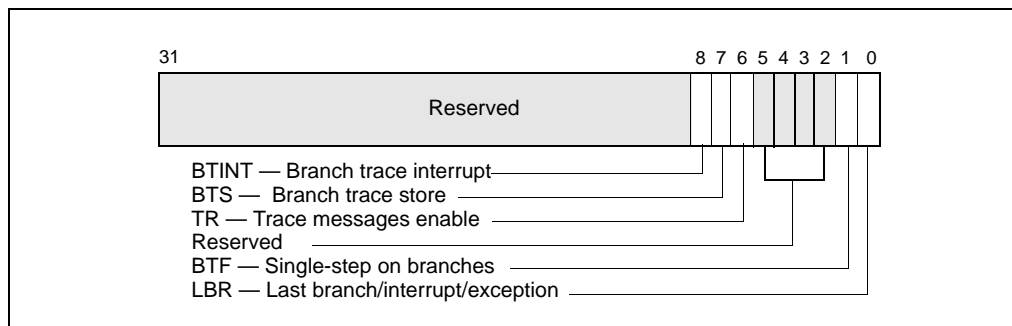 31 8 7 6 5 4 3 2 1 0
Reserved
BTINT — Branch trace interrupt
BTS — Branch trace store
TR — Trace messages enable
Reserved
BTF — Single-step on branches
LBR — Last branch/interrupt/exception